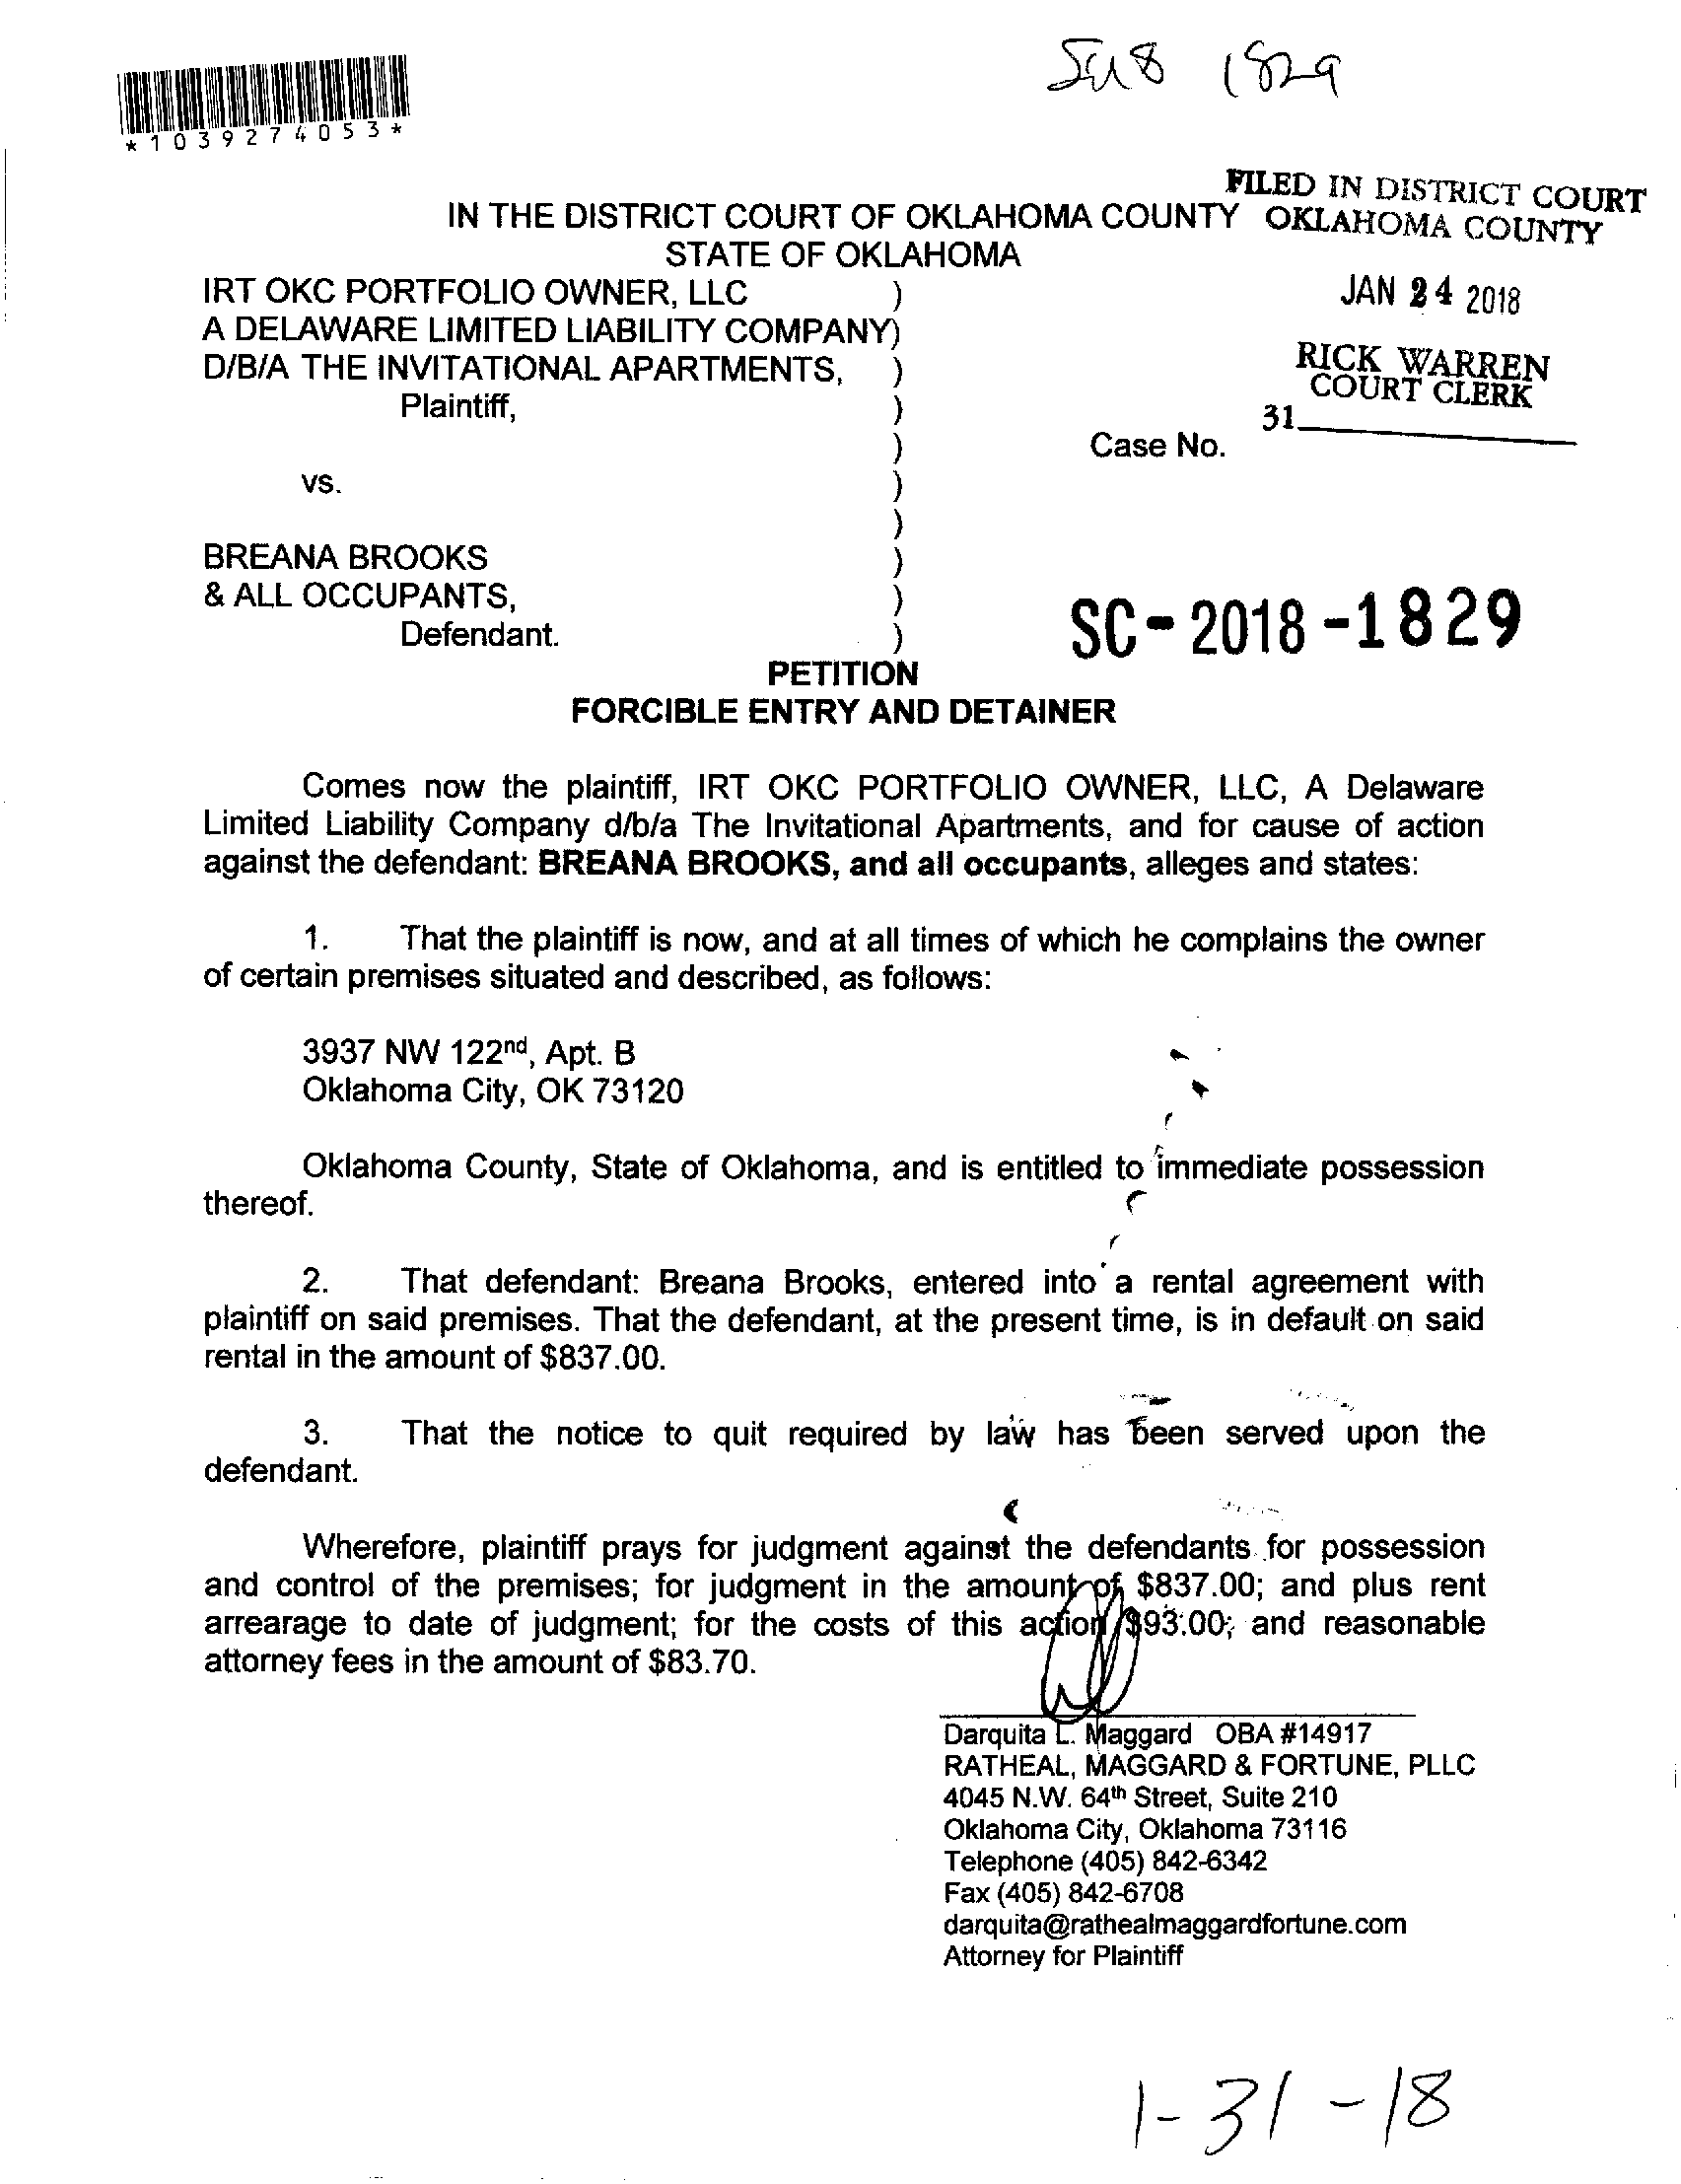 1829
*1039274053*
FILED IN DISTRICT COURT
OKLAHOMA COUNTY
IN THE DISTRICT COURT OF OKLAHOMA COUNTY
STATE OF OKLAHOMA
JAN 24 2018
RICK WARREN
COURT CLERK
31
IRT OKC PORTFOLIO OWNER, LLC )
A DELAWARE LIMITED LIABILITY COMPANY)
D/B/A THE INVITATIONAL APARTMENTS, )
Plaintiff, )
) Case No.
vs. )
)
BREANA BROOKS )
& ALL OCCUPANTS, )
Defendant. )
SC-2018-1829
PETITION
FORCIBLE ENTRY AND DETAINER
Comes now the plaintiff, IRT OKC PORTFOLIO OWNER, LLC, A Delaware
Limited Liability Company d/b/a The Invitational Apartments, and for cause of action
against the defendant: BREANA BROOKS, and all occupants, alleges and states:
1. That the plaintiff is now, and at all times of which he complains the owner
of certain premises situated and described, as follows:
3937 NW 122nd, Apt. B
Oklahoma City, OK 73120
Oklahoma County, State of Oklahoma, and is entitled to immediate possession
thereof.
2. That defendant: Breana Brooks, entered into a rental agreement with
plaintiff on said premises. That the defendant, at the present time, is in default on said
rental in the amount of $837.00.
3. That the notice to quit required by law has been served upon the
defendant.
Wherefore, plaintiff prays for judgment against the defendants for possession
and control of the premises; for judgment in the amount of $837.00; and plus rent
arrearage to date of judgment; for the costs of this action $93.00; and reasonable
attorney fees in the amount of $83.70.
Darquita L. Maggard OBA #14917
RATHEAL, MAGGARD & FORTUNE, PLLC
4045 N.W. 64th Street, Suite 210
Oklahoma City, Oklahoma 73116
Telephone (405) 842-6342
Fax (405) 842-6708
darquita@rathealmaggardfortune.com
Attorney for Plaintiff
1-31-18